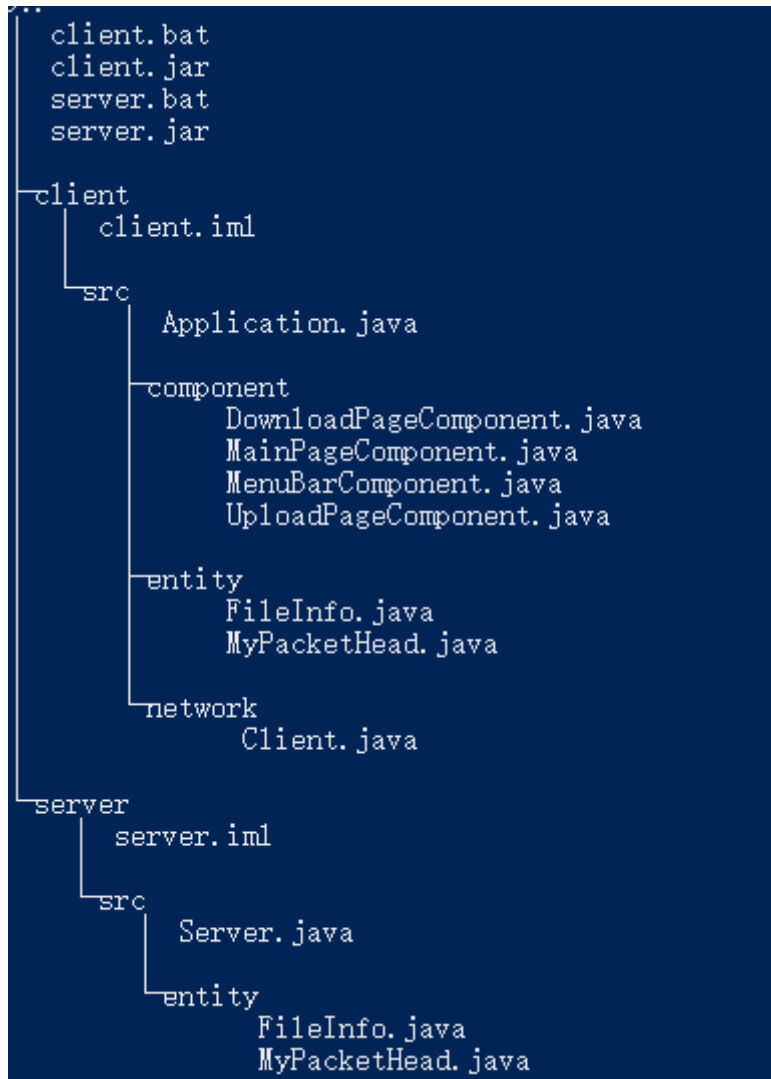 client.bat
client.jar
server.bat
server.jar
client
client.iml
src
Application.java
component
DownloadPageComponent.java
MainPageComponent.java
MenuBarComponent.java
UploadPageComponent.java
entity
FileInfo.java
MyPacketHead.java
network
Client.java
server
server.iml
src
Server.java
entity
FileInfo.java
MyPacketHead.java